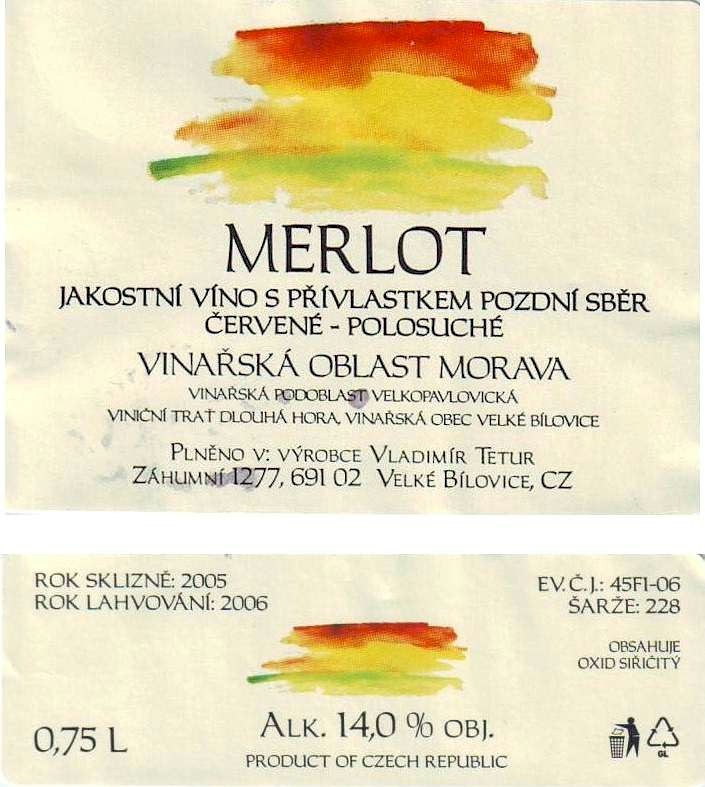 MERLOT
JAKOSTNÍ VÍNO S PŘÍVLASTKEM POZDNÍ SBĚR
ČERVENÉ - POLOSUCHÉ
VINAŘSKÁ OBLAST MORAVA
VINAŘSKÁ PODOBLAST VELKOPAVLOVICKÁ
VINIČNÍ TRAŤ DLOUHÁ HORA, VINAŘSKÁ OBEC VELKÉ BÍLOVICE
PLNĚNO V: VÝROBCE VLADIMÍR TETUR
ZÁHUMNÍ 1277, 691 02 VELKÉ BÍLOVICE, CZ
ROK SKLIZNĚ: 2005
ROK LAHVOVÁNÍ: 2006
EV. Č. J.: 45F1-06
ŠARŽE: 228
OBSAHUJE
OXID SIŘIČITÝ
0,75 L
ALK. 14,0 % OBJ.
PRODUCT OF CZECH REPUBLIC
GL